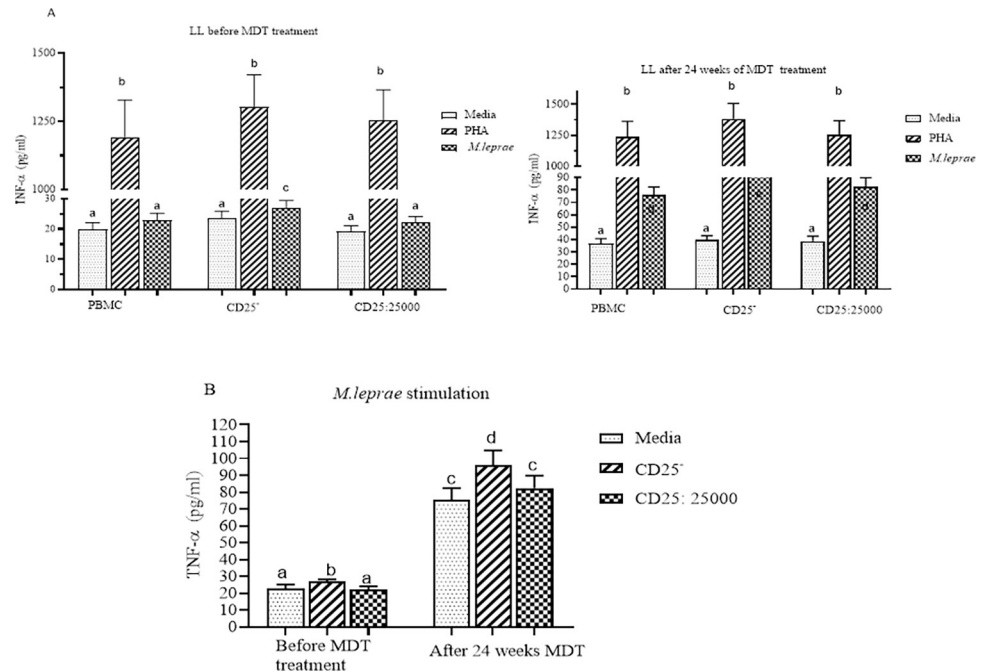 A
LL before MDT treatment
1500
1250
1000
30
20
10
0
TNF-α (pg/ml)
a
b
a
a
b
c
a
b
a
PBMC
CD25-
CD25:25000
Media
PHA
M.leprae
LL after 24 weeks of MDT treatment
1500
1250
1000
90
80
70
60
50
40
30
20
10
0
TNF-α (pg/ml)
a
b
a
b
a
b
d
PBMC
CD25-
CD25:25000
Media
PHA
M.leprae
B
M.leprae stimulation
120
110
100
90
80
70
60
50
40
30
20
10
0
TNF-α (pg/ml)
a
b
a
c
d
c
Before MDT
treatment
After 24 weeks MDT
Media
CD25-
CD25: 25000